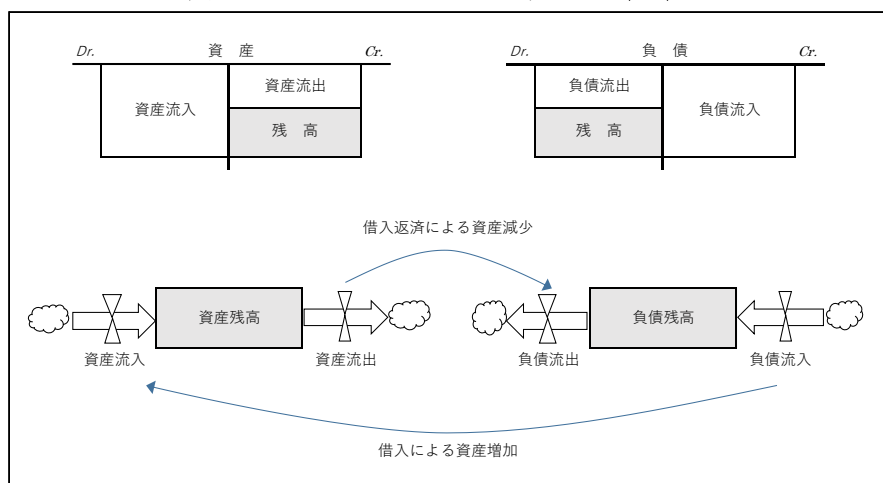 Dr. 資 産 Cr.
資産流入
資産流出
残 高
Dr. 負 債 Cr.
負債流出
残 高
負債流入
借入返済による資産減少
資産残高
負債残高
資産流入
資産流出
負債流出
負債流入
借入による資産増加